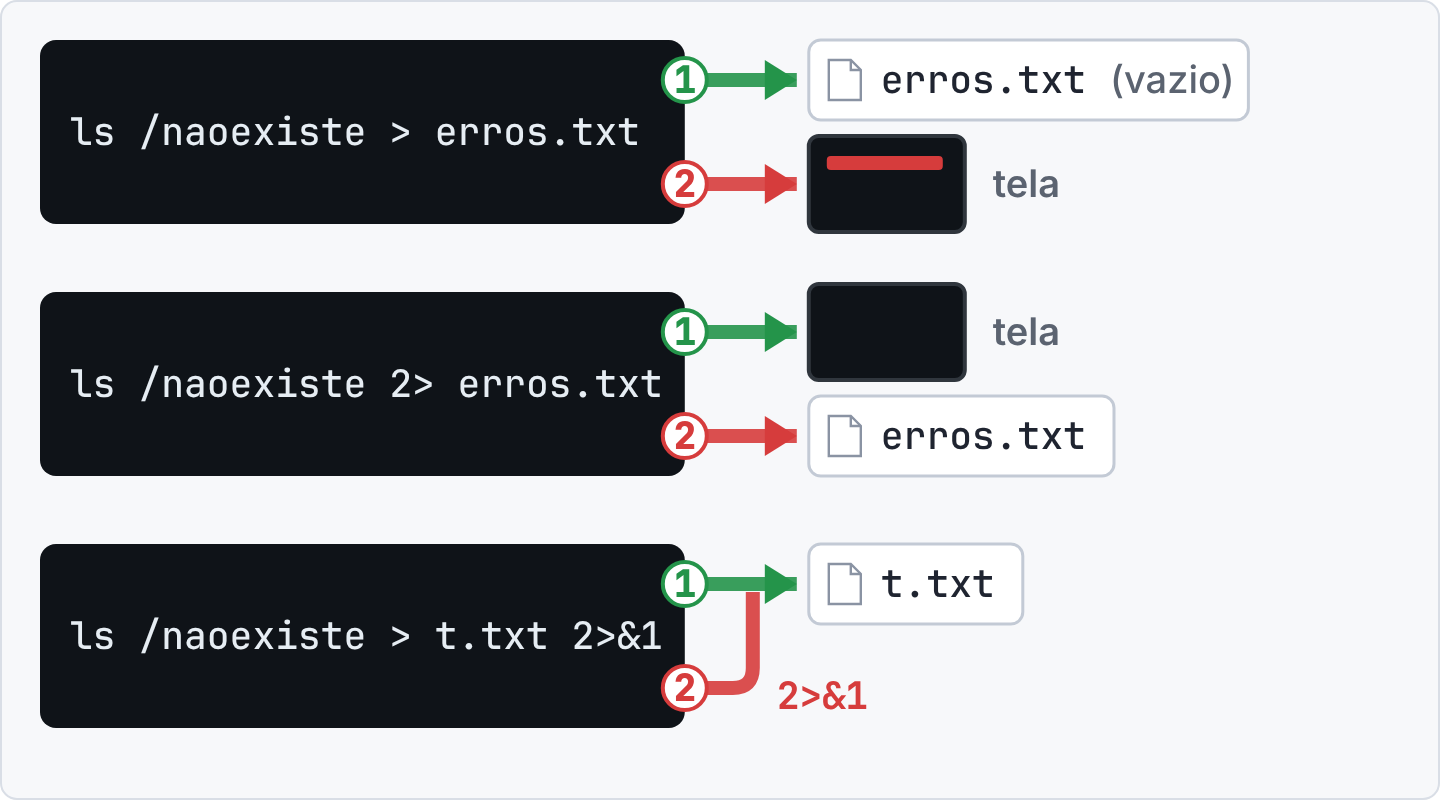 ls /naoexiste > erros.txt
1
erros.txt (vazio)
2
tela
ls /naoexiste 2> erros.txt
1
tela
2
erros.txt
ls /naoexiste > t.txt 2>&1
1
t.txt
2
2>&1